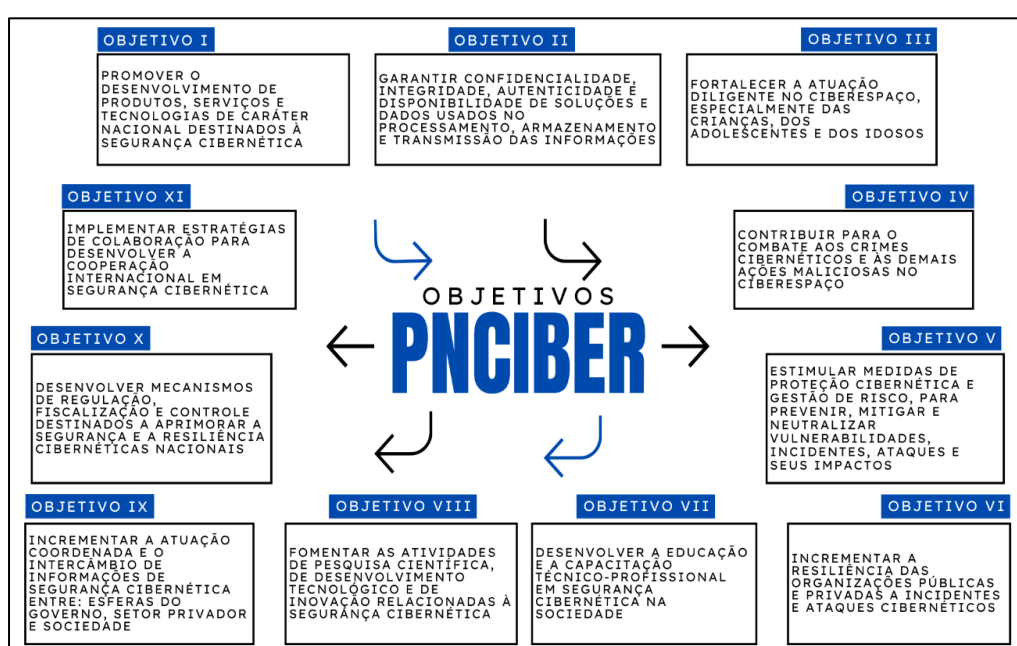 OBJETIVO I
PROMOVER O
DESENVOLVIMENTO DE
PRODUTOS, SERVIÇOS E
TECNOLOGIAS DE CARÁTER
NACIONAL DESTINADOS À
SEGURANÇA CIBERNÉTICA
OBJETIVO II
GARANTIR CONFIDENCIALIDADE,
INTEGRIDADE, AUTENTICIDADE E
DISPONIBILIDADE DE SOLUÇÕES E
DADOS USADOS NO
PROCESSAMENTO, ARMAZENAMENTO
E TRANSMISSÃO DAS INFORMAÇÕES
OBJETIVO III
FORTALECER A ATUAÇÃO
DILIGENTE NO CIBERESPAÇO,
ESPECIALMENTE DAS
CRIANÇAS, DOS
ADOLESCENTES E DOS IDOSOS
OBJETIVO XI
IMPLEMENTAR ESTRATÉGIAS
DE COLABORAÇÃO PARA
DESENVOLVER A
COOPERAÇÃO
INTERNACIONAL EM
SEGURANÇA CIBERNÉTICA
OBJETIVO IV
CONTRIBUIR PARA O
COMBATE AOS CRIMES
CIBERNÉTICOS E ÀS DEMAIS
AÇÕES MALICIOSAS NO
CIBERESPAÇO
OBJETIVOS
PNCIBER
OBJETIVO X
DESENVOLVER MECANISMOS
DE REGULAÇÃO,
FISCALIZAÇÃO E CONTROLE
DESTINADOS A APRIMORAR A
SEGURANÇA E A RESILIÊNCIA
CIBERNÉTICAS NACIONAIS
OBJETIVO V
ESTIMULAR MEDIDAS DE
PROTEÇÃO CIBERNÉTICA E
GESTÃO DE RISCO, PARA
PREVENIR, MITIGAR E
NEUTRALIZAR
VULNERABILIDADES,
INCIDENTES, ATAQUES E
SEUS IMPACTOS
OBJETIVO IX
INCREMENTAR A ATUAÇÃO
COORDENADA E O
INTERCÂMBIO DE
INFORMAÇÕES DE
SEGURANÇA CIBERNÉTICA
ENTRE: ESFERAS DO
GOVERNO, SETOR PRIVADOR
E SOCIEDADE
OBJETIVO VIII
FOMENTAR AS ATIVIDADES
DE PESQUISA CIENTÍFICA,
DE DESENVOLVIMENTO
TECNOLÓGICO E DE
INOVAÇÃO RELACIONADAS À
SEGURANÇA CIBERNÉTICA
OBJETIVO VII
DESENVOLVER A EDUCAÇÃO
E A CAPACITAÇÃO
TÉCNICO-PROFISSIONAL
EM SEGURANÇA
CIBERNÉTICA NA
SOCIEDADE
OBJETIVO VI
INCREMENTAR A
RESILIÊNCIA DAS
ORGANIZAÇÕES PÚBLICAS
E PRIVADAS A INCIDENTES
E ATAQUES CIBERNÉTICOS